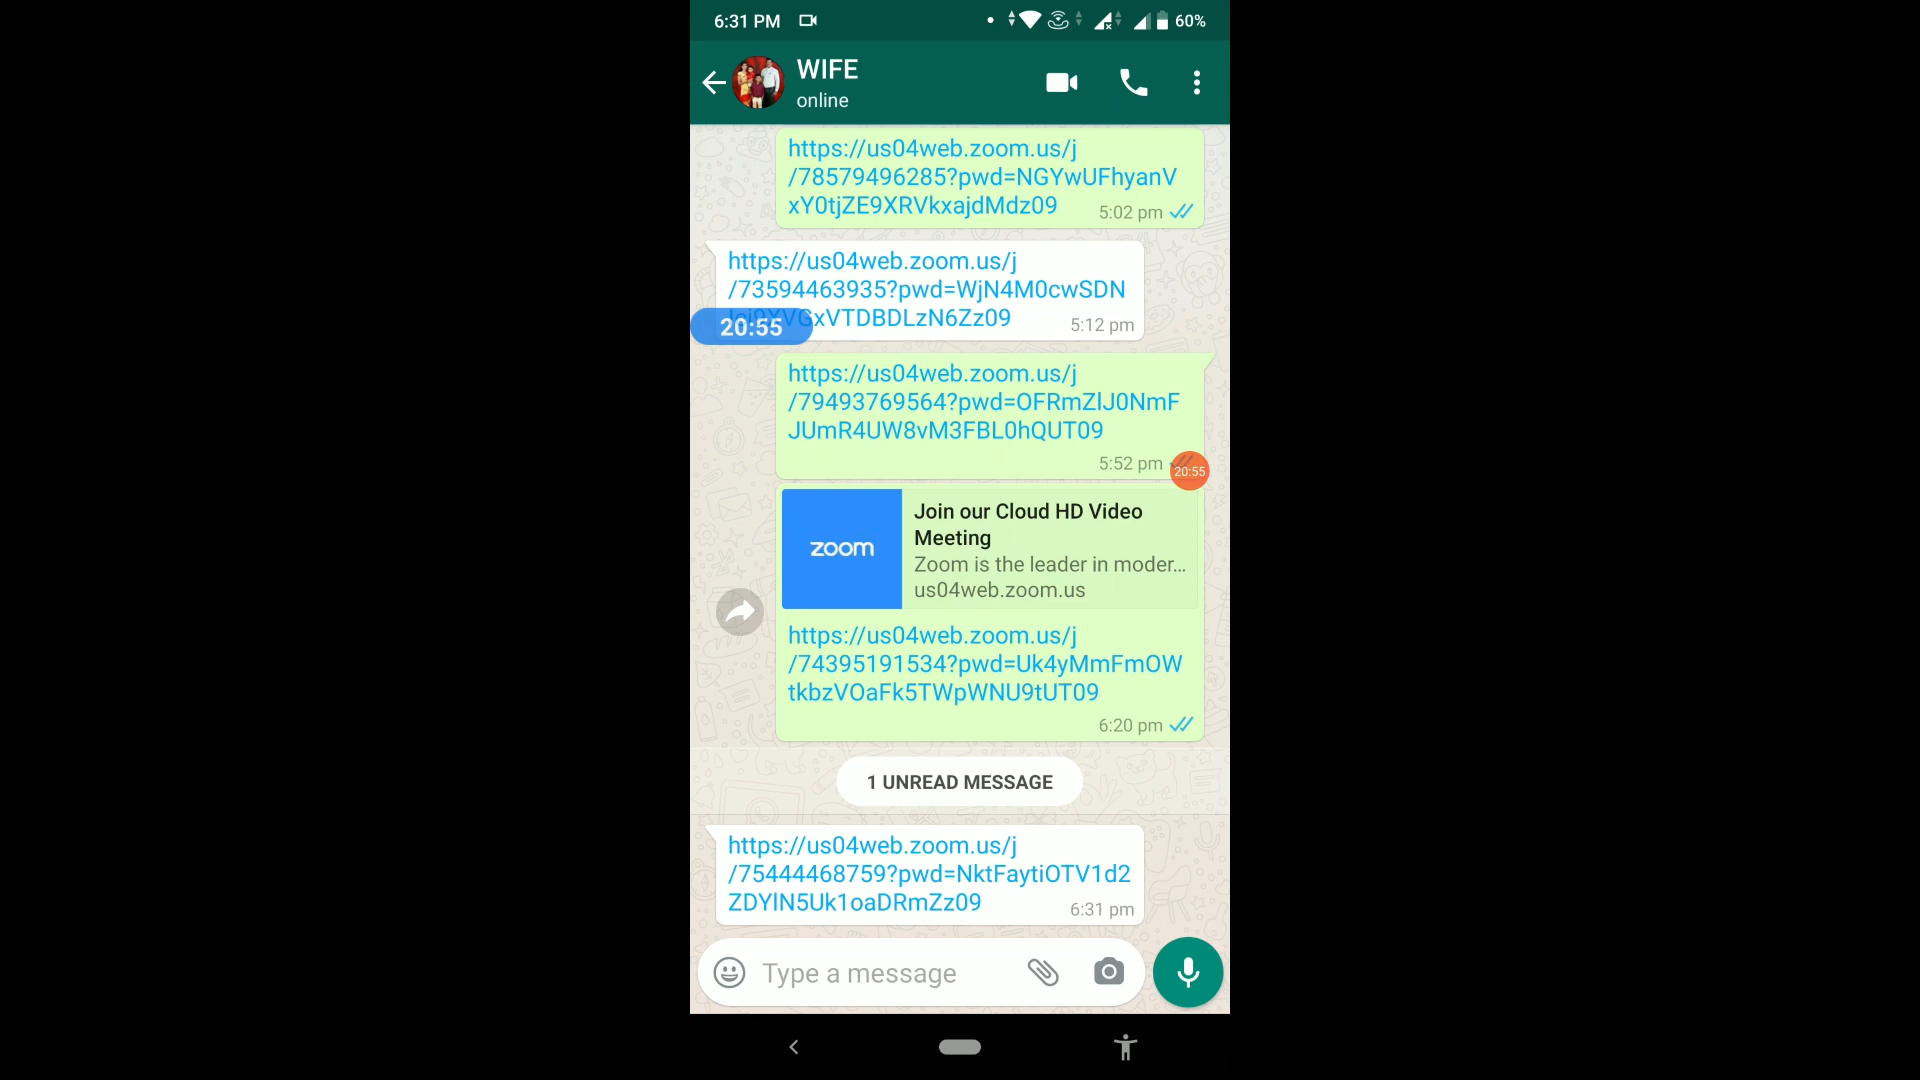 6:31 PM
60%
WIFE
online
https://us04web.zoom.us/j
/78579496285?pwd=NGYwUFhyanV
xY0tjZE9XRVkxajdMdz09
5:02 pm
https://us04web.zoom.us/j
/73594463935?pwd=WjN4M0cwSDN
GxVTDBDLzN6Zz09
5:12 pm
20:55
https://us04web.zoom.us/j
/79493769564?pwd=OFRmZlJ0NmF
JUmR4UW8vM3FBL0hQUT09
5:52 pm
20:55
zoom
Join our Cloud HD Video
Meeting
Zoom is the leader in moder...
us04web.zoom.us
https://us04web.zoom.us/j
/74395191534?pwd=Uk4yMmFmOW
tkbzVOaFk5TWpWNU9tUT09
6:20 pm
1 UNREAD MESSAGE
https://us04web.zoom.us/j
/75444468759?pwd=NktFaytiOTV1d2
ZDYlN5Uk1oaDRmZz09
6:31 pm
Type a message